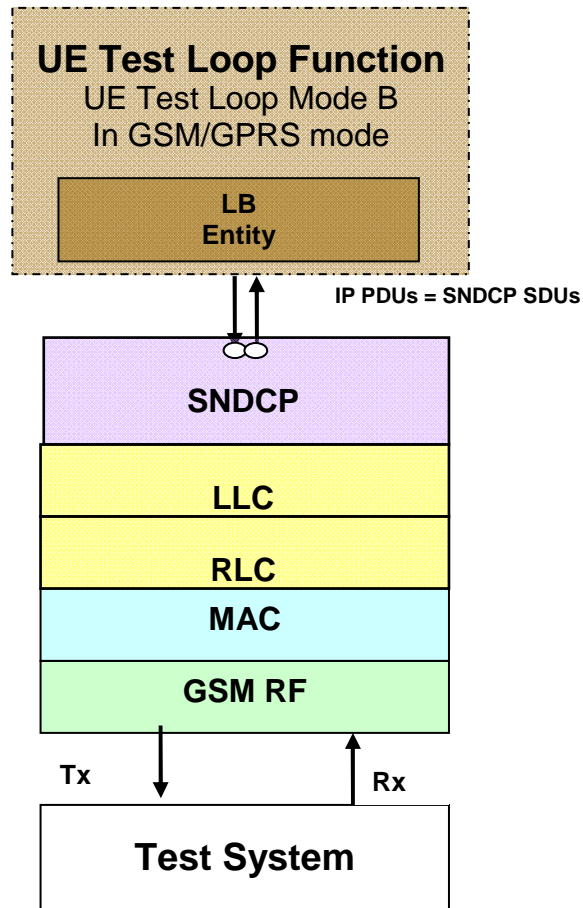 UE Test Loop Function
UE Test Loop Mode B
In GSM/GPRS mode
LB
Entity
IP PDUs = SNDCP SDUs
SNDCP
LLC
RLC
MAC
GSM RF
Tx
Rx
Test System